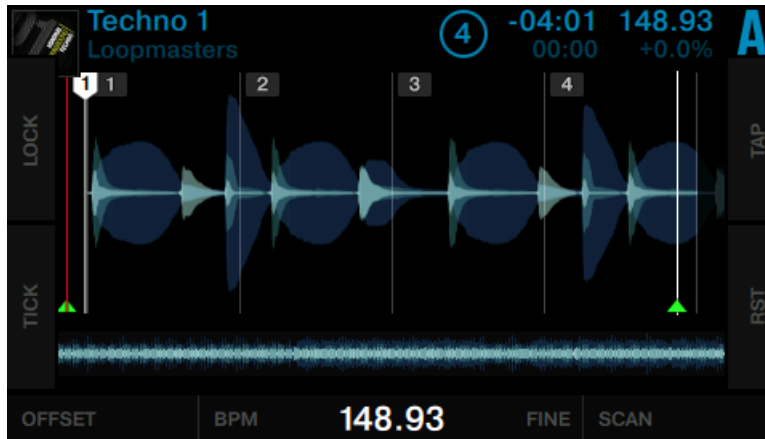 Techno 1
Loopmasters
4
-04:01 148.93
00:00 +0.0%
A
LOCK
TAP
1 1 2 3 4
TICK
RST
OFFSET BPM 148.93 FINE SCAN